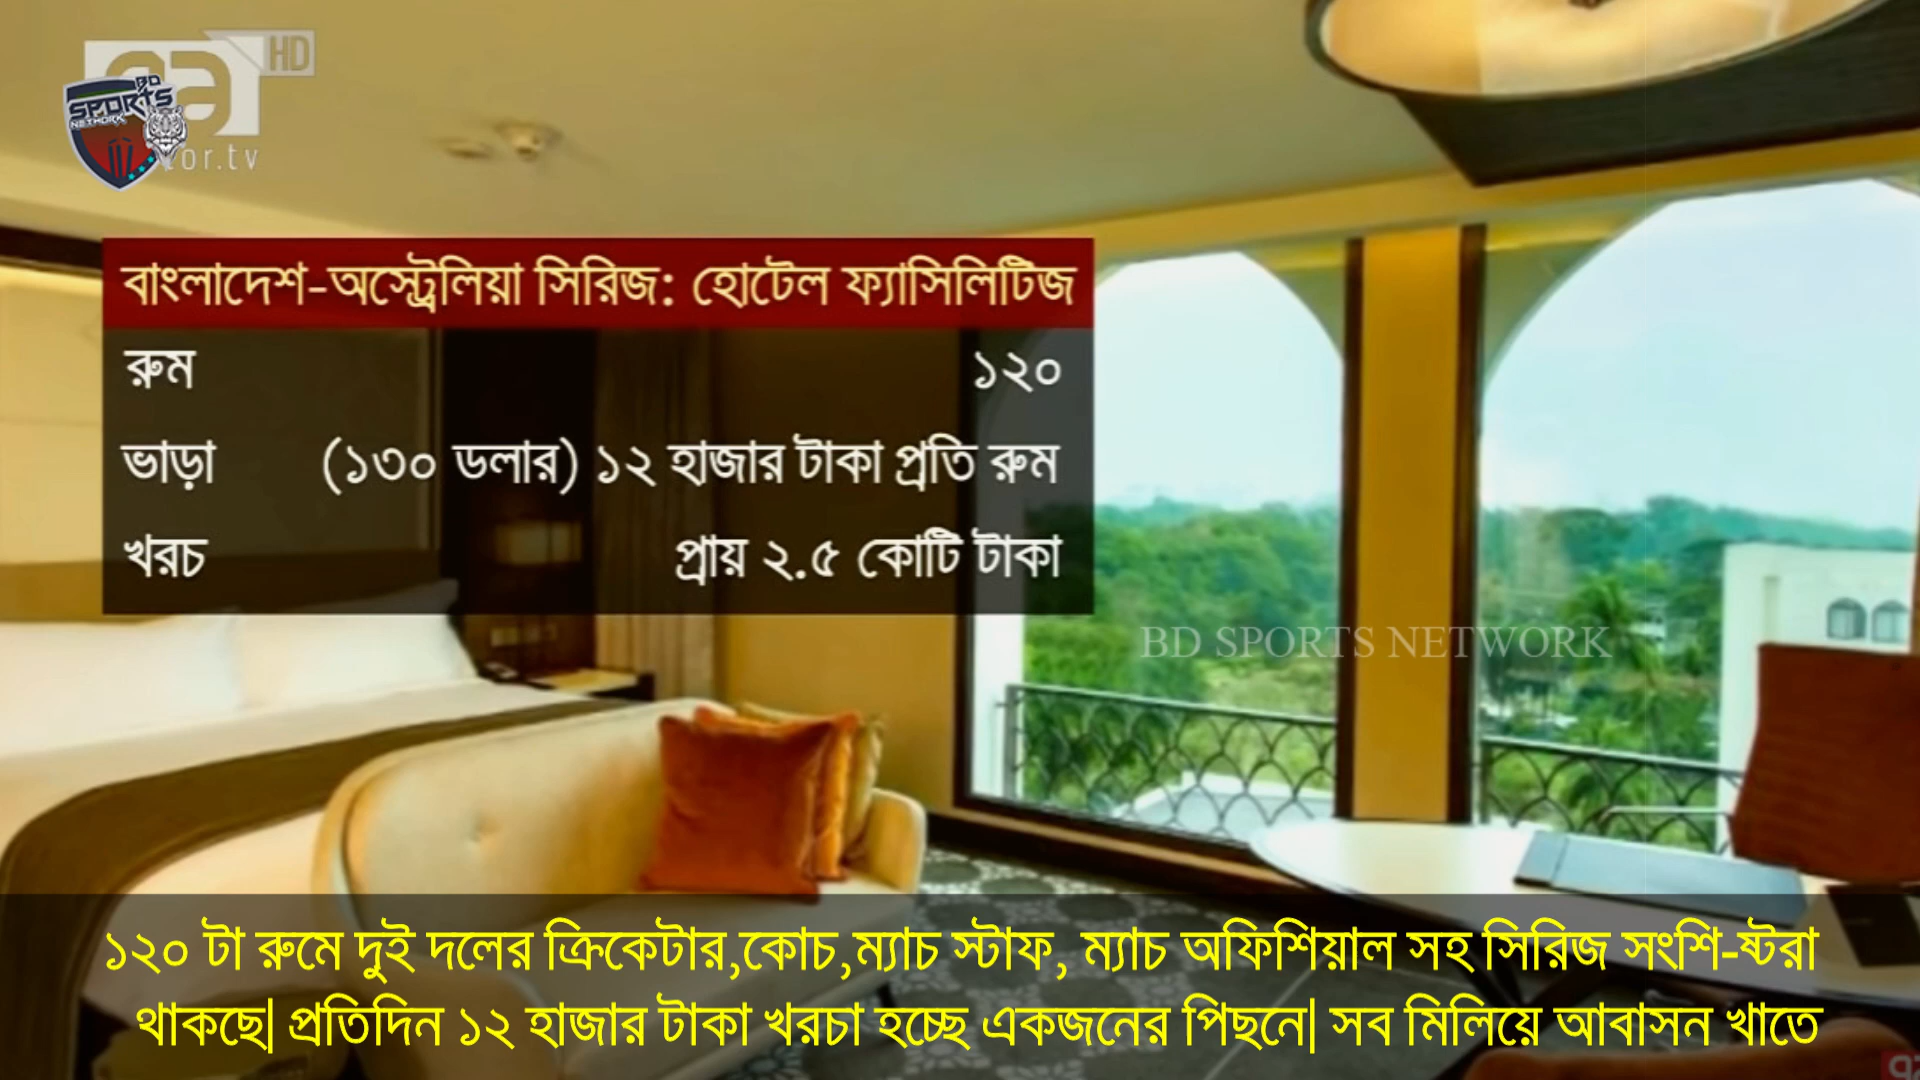 HD
BD
SPORTS
NETWORK
tor.tv
বাংলাদেশ-অস্ট্রেলিয়া সিরিজ: হোটেল ফ্যাসিলিটিজ
রুম ১২০
ভাড়া (১৩০ ডলার) ১২ হাজার টাকা প্রতি রুম
খরচ প্রায় ২.৫ কোটি টাকা
BD SPORTS NETWORK
১২০ টা রুমে দুই দলের ক্রিকেটার,কোচ,ম্যাচ স্টাফ, ম্যাচ অফিশিয়াল সহ সিরিজ সংশি-ষ্টরা
থাকছে| প্রতিদিন ১২ হাজার টাকা খরচা হচ্ছে একজনের পিছনে| সব মিলিয়ে আবাসন খাতে